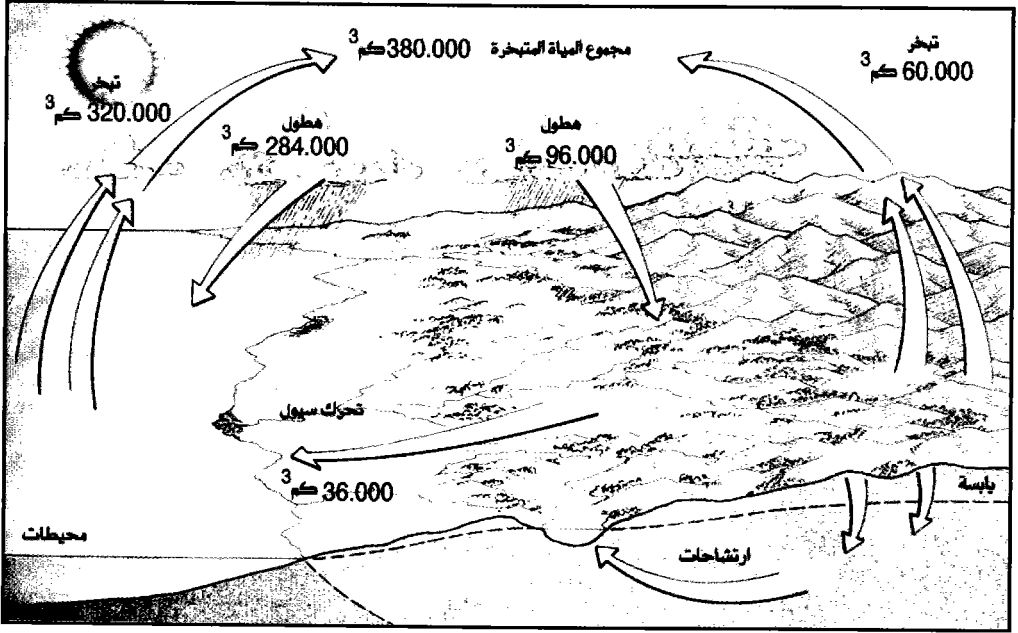 مجموع المياة المتبخرة 380.000 كم3
تبخر
60.000 كم3
تبخر
320.000 كم3
هطول
96.000 كم3
هطول
284.000 كم3
تحرك سيول
36.000 كم3
يابسة
محيطات
ارتشاحات